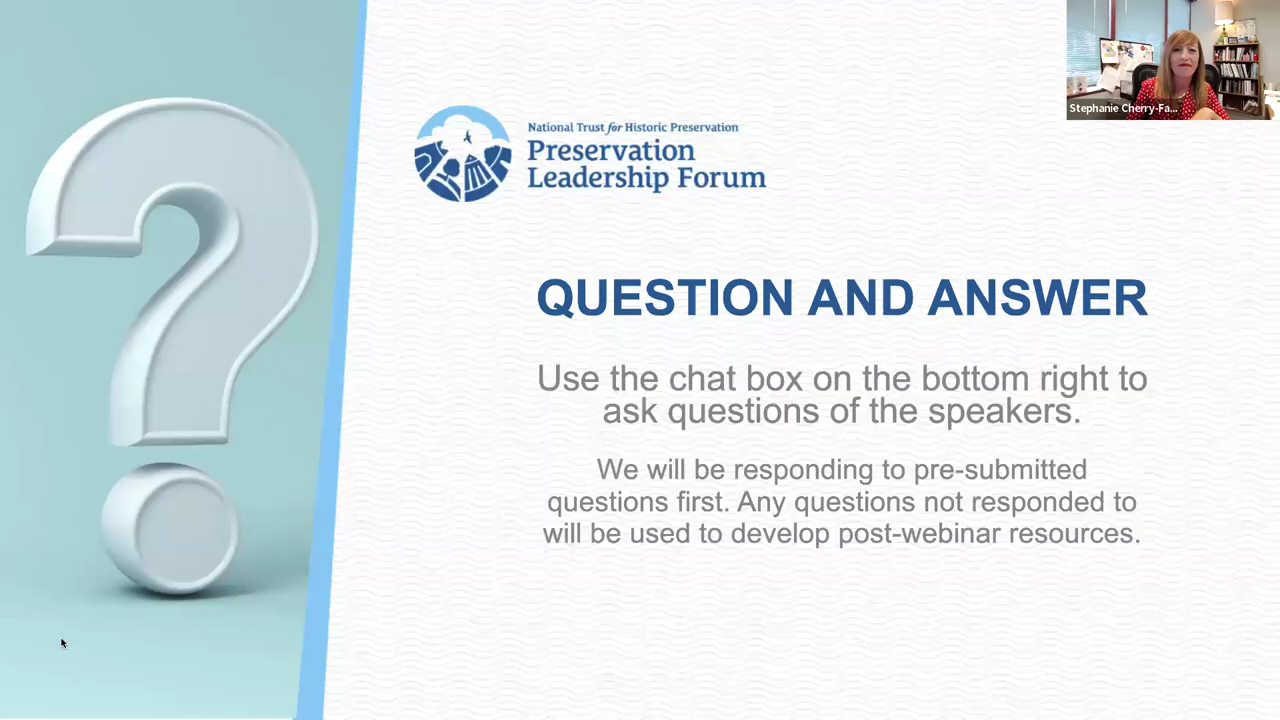 Stephanie Cherry-Fa...
National Trust for Historic Preservation
Preservation
Leadership Forum
QUESTION AND ANSWER
Use the chat box on the bottom right to
ask questions of the speakers.
We will be responding to pre-submitted
questions first. Any questions not responded to
will be used to develop post-webinar resources.